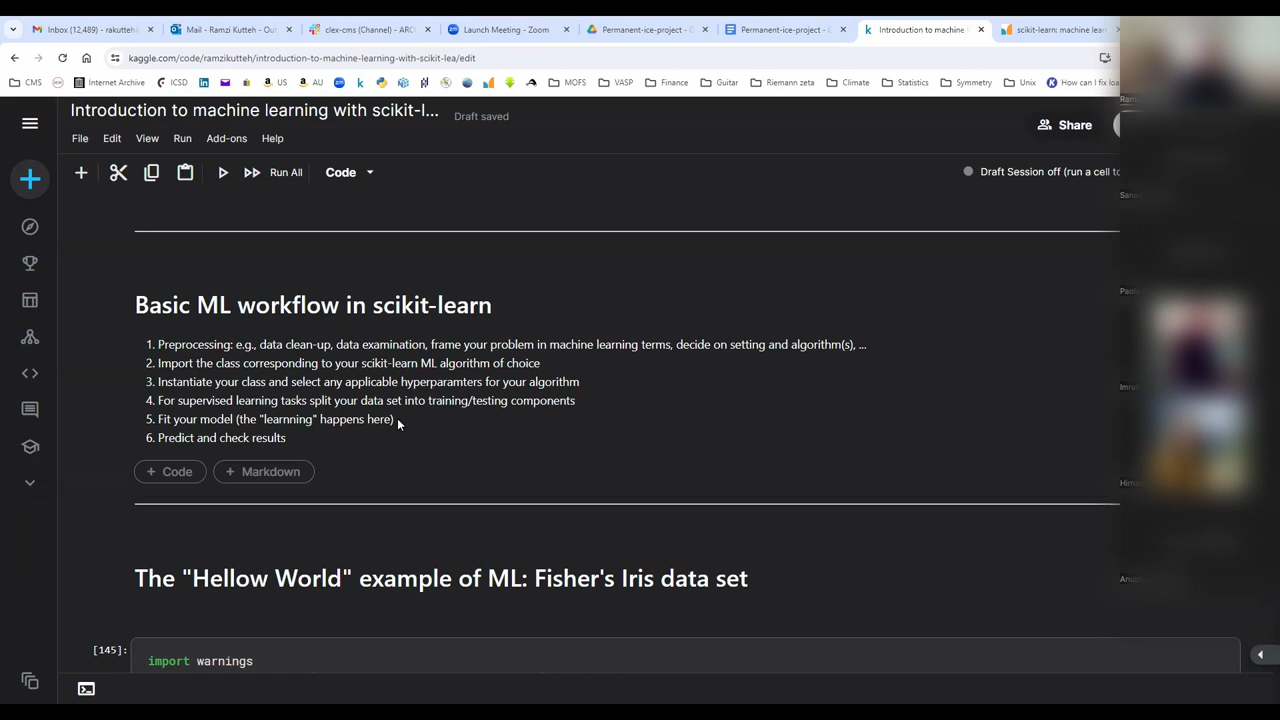 Inbox (12,489) - rakutteh@
Mail - Ramzi Kutteh - Out
clex-cms (Channel) - ARC
Launch Meeting - Zoom
Permanent-ice-project - G
Permanent-ice-project - G
Introduction to machine l
scikit-learn: machine lear
kaggle.com/code/ramzikutteh/introduction-to-machine-learning-with-scikit-lea/edit
CMS
Internet Archive
ICSD
US
AU
MOFS
VASP
Finance
Guitar
Riemann zeta
Climate
Statistics
Symmetry
Unix
How can I fix loa
Introduction to machine learning with scikit-l...
Draft saved
File Edit View Run Add-ons Help
Share
Run All
Code
Draft Session off (run a cell to
Basic ML workflow in scikit-learn
1. Preprocessing: e.g., data clean-up, data examination, frame your problem in machine learning terms, decide on setting and algorithm(s), ...
2. Import the class corresponding to your scikit-learn ML algorithm of choice
3. Instantiate your class and select any applicable hyperparamters for your algorithm
4. For supervised learning tasks split your data set into training/testing components
5. Fit your model (the "learnning" happens here)
6. Predict and check results
+ Code
+ Markdown
The "Hellow World" example of ML: Fisher's Iris data set
[145]:
import warnings